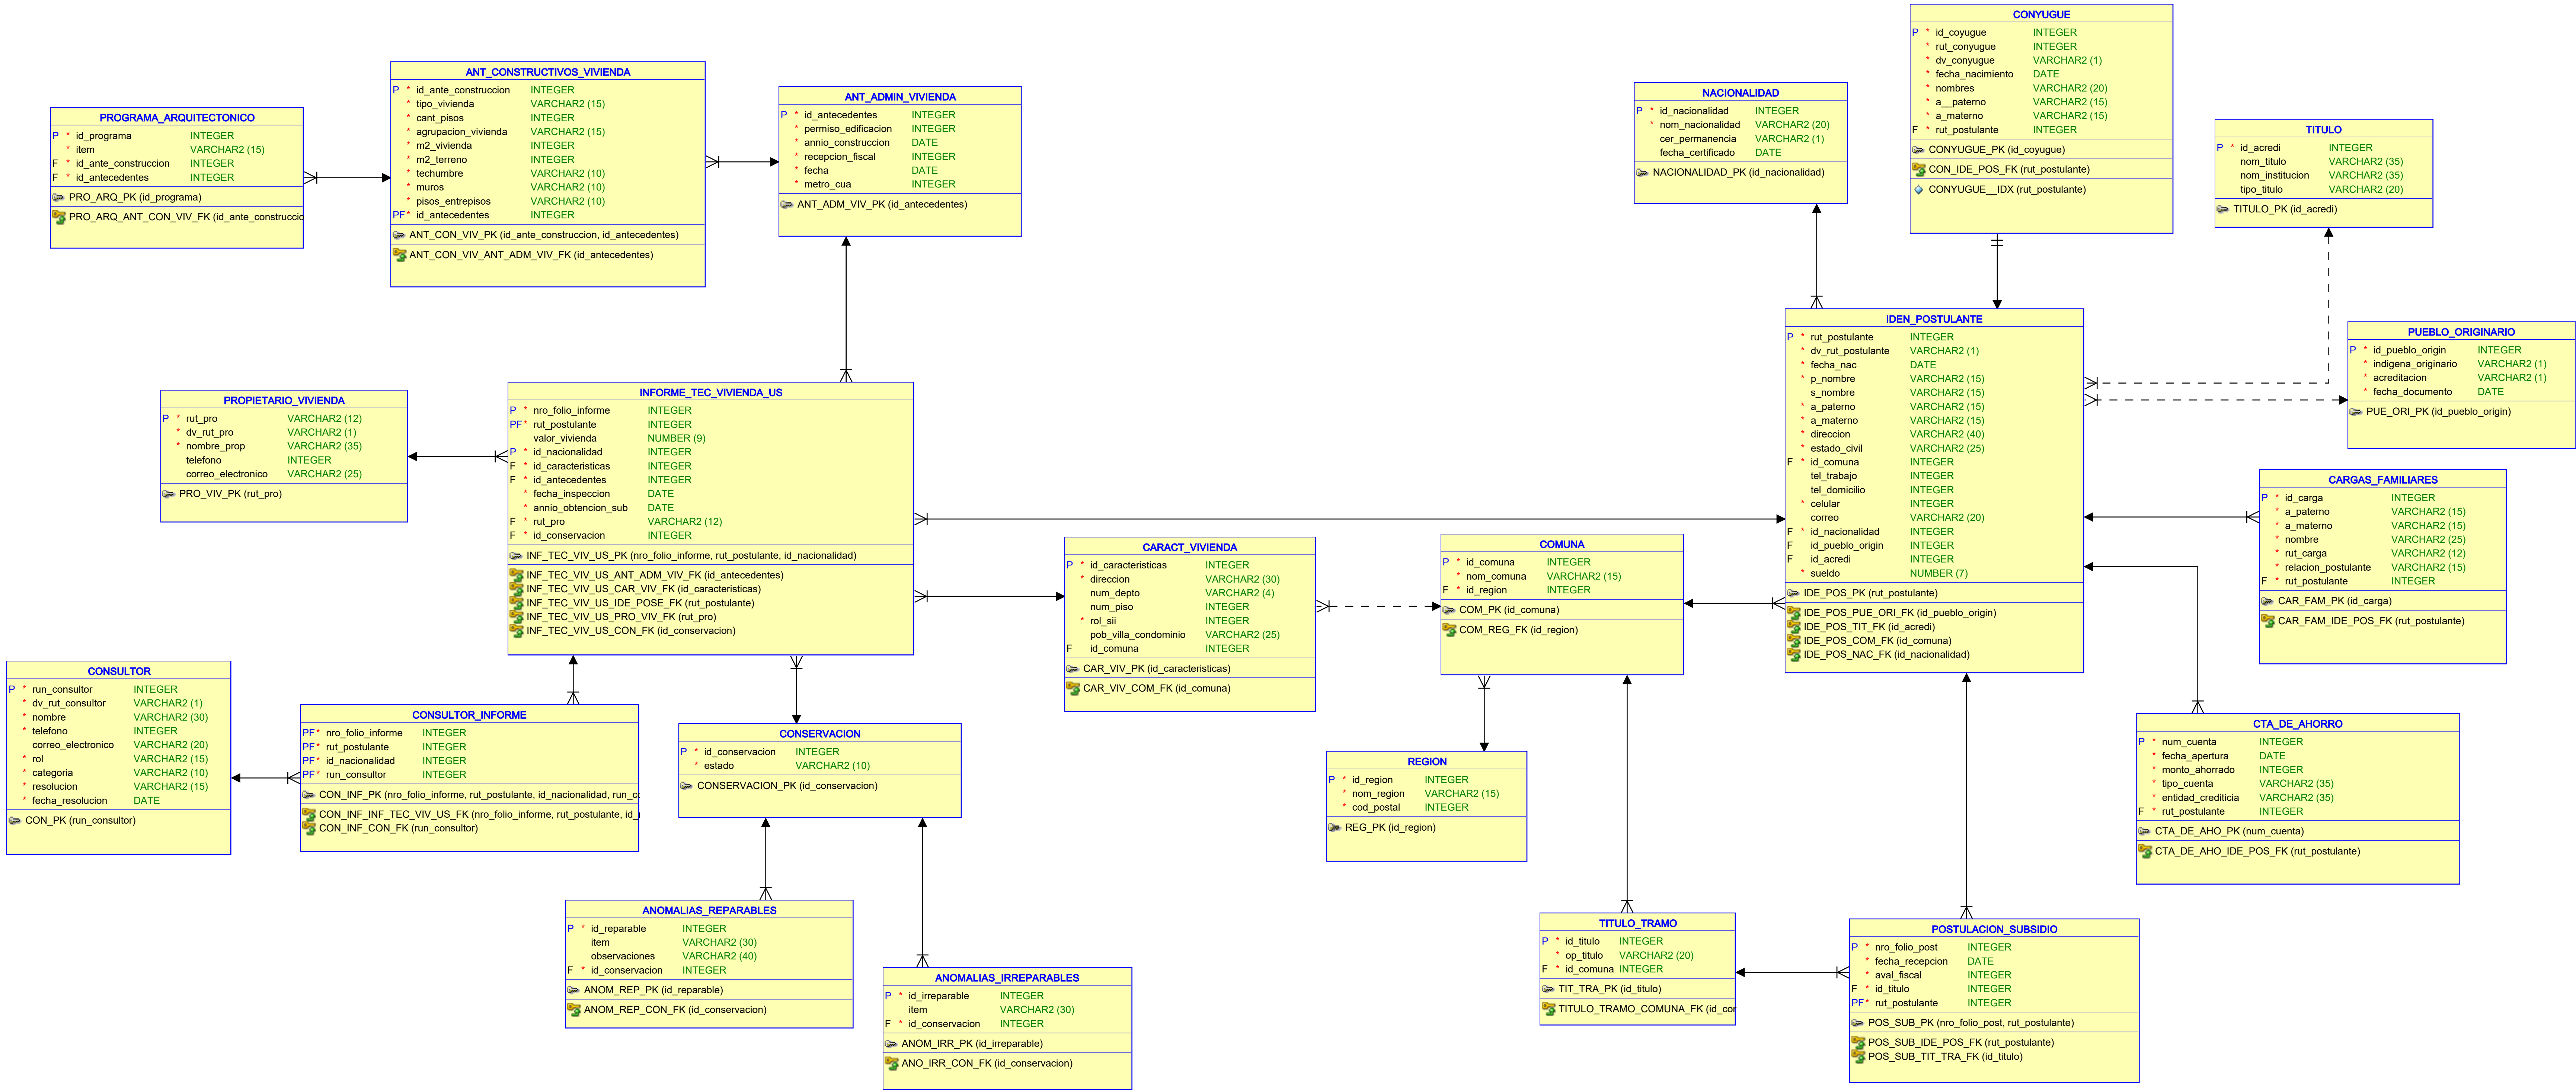 CONYUGUE
P * id_coyugue INTEGER
* rut_conyugue INTEGER
* dv_conyugue VARCHAR2 (1)
* fecha_nacimiento DATE
* nombres VARCHAR2 (20)
* a__paterno VARCHAR2 (15)
* a_materno VARCHAR2 (15)
F * rut_postulante INTEGER
CONYUGUE_PK (id_coyugue)
CON_IDE_POS_FK (rut_postulante)
CONYUGUE__IDX (rut_postulante)
ANT_CONSTRUCTIVOS_VIVIENDA
P * id_ante_construccion INTEGER
* tipo_vivienda VARCHAR2 (15)
* cant_pisos INTEGER
* agrupacion_vivienda VARCHAR2 (15)
* m2_vivienda INTEGER
* m2_terreno INTEGER
* techumbre VARCHAR2 (10)
* muros VARCHAR2 (10)
* pisos_entrepisos VARCHAR2 (10)
PF* id_antecedentes INTEGER
ANT_CON_VIV_PK (id_ante_construccion, id_antecedentes)
ANT_CON_VIV_ANT_ADM_VIV_FK (id_antecedentes)
ANT_ADMIN_VIVIENDA
P * id_antecedentes INTEGER
* permiso_edificacion INTEGER
* annio_construccion DATE
* recepcion_fiscal INTEGER
* fecha DATE
* metro_cua INTEGER
ANT_ADM_VIV_PK (id_antecedentes)
NACIONALIDAD
P * id_nacionalidad INTEGER
* nom_nacionalidad VARCHAR2 (20)
cer_permanencia VARCHAR2 (1)
fecha_certificado DATE
NACIONALIDAD_PK (id_nacionalidad)
PROGRAMA_ARQUITECTONICO
P * id_programa INTEGER
* item VARCHAR2 (15)
F * id_ante_construccion INTEGER
F * id_antecedentes INTEGER
PRO_ARQ_PK (id_programa)
PRO_ARQ_ANT_CON_VIV_FK (id_ante_construccio
TITULO
P * id_acredi INTEGER
nom_titulo VARCHAR2 (35)
nom_institucion VARCHAR2 (35)
tipo_titulo VARCHAR2 (20)
TITULO_PK (id_acredi)
IDEN_POSTULANTE
P * rut_postulante INTEGER
* dv_rut_postulante VARCHAR2 (1)
* fecha_nac DATE
* p_nombre VARCHAR2 (15)
s_nombre VARCHAR2 (15)
* a_paterno VARCHAR2 (15)
* a_materno VARCHAR2 (15)
* direccion VARCHAR2 (40)
* estado_civil VARCHAR2 (25)
F * id_comuna INTEGER
tel_trabajo INTEGER
tel_domicilio INTEGER
* celular INTEGER
correo VARCHAR2 (20)
F * id_nacionalidad INTEGER
F id_pueblo_origin INTEGER
F id_acredi INTEGER
* sueldo NUMBER (7)
IDE_POS_PK (rut_postulante)
IDE_POS_PUE_ORI_FK (id_pueblo_origin)
IDE_POS_TIT_FK (id_acredi)
IDE_POS_COM_FK (id_comuna)
IDE_POS_NAC_FK (id_nacionalidad)
PUEBLO_ORIGINARIO
P * id_pueblo_origin INTEGER
* indigena_originario VARCHAR2 (1)
* acreditacion VARCHAR2 (1)
* fecha_documento DATE
PUE_ORI_PK (id_pueblo_origin)
PROPIETARIO_VIVIENDA
P * rut_pro VARCHAR2 (12)
* dv_rut_pro VARCHAR2 (1)
* nombre_prop VARCHAR2 (35)
telefono INTEGER
correo_electronico VARCHAR2 (25)
PRO_VIV_PK (rut_pro)
INFORME_TEC_VIVIENDA_US
P * nro_folio_informe INTEGER
PF* rut_postulante INTEGER
valor_vivienda NUMBER (9)
P * id_nacionalidad INTEGER
F * id_caracteristicas INTEGER
F * id_antecedentes INTEGER
* fecha_inspeccion DATE
* annio_obtencion_sub DATE
F * rut_pro VARCHAR2 (12)
F * id_conservacion INTEGER
INF_TEC_VIV_US_PK (nro_folio_informe, rut_postulante, id_nacionalidad)
INF_TEC_VIV_US_ANT_ADM_VIV_FK (id_antecedentes)
INF_TEC_VIV_US_CAR_VIV_FK (id_caracteristicas)
INF_TEC_VIV_US_IDE_POSE_FK (rut_postulante)
INF_TEC_VIV_US_PRO_VIV_FK (rut_pro)
INF_TEC_VIV_US_CON_FK (id_conservacion)
CARGAS_FAMILIARES
P * id_carga INTEGER
* a_paterno VARCHAR2 (15)
* a_materno VARCHAR2 (15)
* nombre VARCHAR2 (25)
* rut_carga VARCHAR2 (12)
* relacion_postulante VARCHAR2 (15)
F * rut_postulante INTEGER
CAR_FAM_PK (id_carga)
CAR_FAM_IDE_POS_FK (rut_postulante)
CARACT_VIVIENDA
P * id_caracteristicas INTEGER
* direccion VARCHAR2 (30)
num_depto VARCHAR2 (4)
num_piso INTEGER
* rol_sii INTEGER
pob_villa_condominio VARCHAR2 (25)
F id_comuna INTEGER
CAR_VIV_PK (id_caracteristicas)
CAR_VIV_COM_FK (id_comuna)
COMUNA
P * id_comuna INTEGER
* nom_comuna VARCHAR2 (15)
F * id_region INTEGER
COM_PK (id_comuna)
COM_REG_FK (id_region)
CONSULTOR
P * run_consultor INTEGER
* dv_rut_consultor VARCHAR2 (1)
* nombre VARCHAR2 (30)
* telefono INTEGER
correo_electronico VARCHAR2 (20)
* rol VARCHAR2 (15)
* categoria VARCHAR2 (10)
* resolucion VARCHAR2 (15)
* fecha_resolucion DATE
CON_PK (run_consultor)
CONSULTOR_INFORME
PF* nro_folio_informe INTEGER
PF* rut_postulante INTEGER
PF* id_nacionalidad INTEGER
PF* run_consultor INTEGER
CON_INF_PK (nro_folio_informe, rut_postulante, id_nacionalidad, run_co
CON_INF_INF_TEC_VIV_US_FK (nro_folio_informe, rut_postulante, id_
CON_INF_CON_FK (run_consultor)
CONSERVACION
P * id_conservacion INTEGER
* estado VARCHAR2 (10)
CONSERVACION_PK (id_conservacion)
REGION
P * id_region INTEGER
* nom_region VARCHAR2 (15)
* cod_postal INTEGER
REG_PK (id_region)
CTA_DE_AHORRO
P * num_cuenta INTEGER
* fecha_apertura DATE
* monto_ahorrado INTEGER
* tipo_cuenta VARCHAR2 (35)
* entidad_crediticia VARCHAR2 (35)
F * rut_postulante INTEGER
CTA_DE_AHO_PK (num_cuenta)
CTA_DE_AHO_IDE_POS_FK (rut_postulante)
ANOMALIAS_REPARABLES
P * id_reparable INTEGER
item VARCHAR2 (30)
observaciones VARCHAR2 (40)
F * id_conservacion INTEGER
ANOM_REP_PK (id_reparable)
ANOM_REP_CON_FK (id_conservacion)
ANOMALIAS_IRREPARABLES
P * id_irreparable INTEGER
item VARCHAR2 (30)
F * id_conservacion INTEGER
ANOM_IRR_PK (id_irreparable)
ANO_IRR_CON_FK (id_conservacion)
TITULO_TRAMO
P * id_titulo INTEGER
* op_titulo VARCHAR2 (20)
F * id_comuna INTEGER
TIT_TRA_PK (id_titulo)
TITULO_TRAMO_COMUNA_FK (id_cor
POSTULACION_SUBSIDIO
P * nro_folio_post INTEGER
* fecha_recepcion DATE
* aval_fiscal INTEGER
F * id_titulo INTEGER
PF* rut_postulante INTEGER
POS_SUB_PK (nro_folio_post, rut_postulante)
POS_SUB_IDE_POS_FK (rut_postulante)
POS_SUB_TIT_TRA_FK (id_titulo)